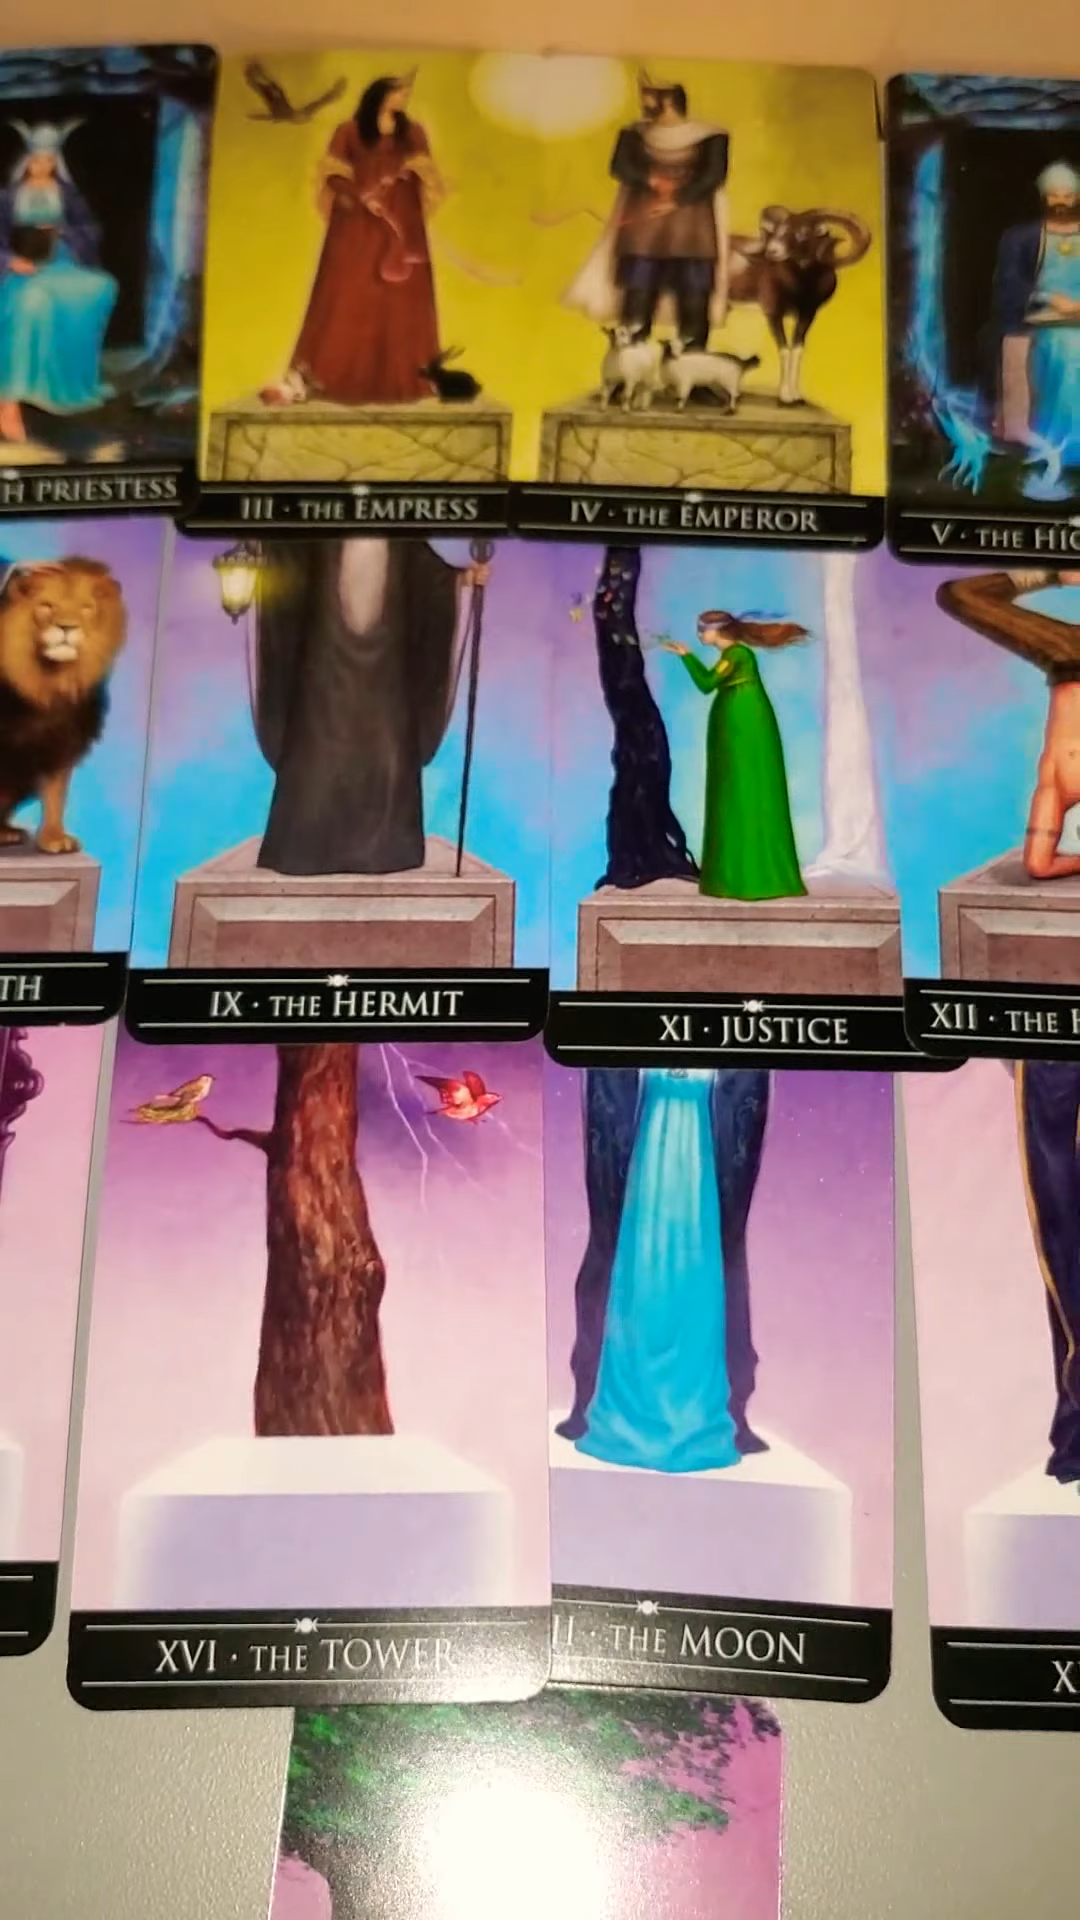 H PRIESTESS
III · THE EMPRESS
IV · THE EMPEROR
V · THE HIC
TH
IX · THE HERMIT
XI · JUSTICE
XII · THE H
XVI · THE TOWER
II · THE MOON
X